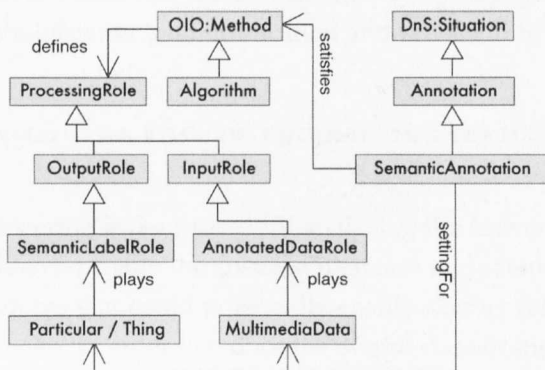 OIO:Method
DnS:Situation
defines
satisfies
ProcessingRole
Algorithm
Annotation
OutputRole
InputRole
SemanticAnnotation
SemanticLabelRole
AnnotatedDataRole
settingFor
plays
plays
Particular / Thing
MultimediaData